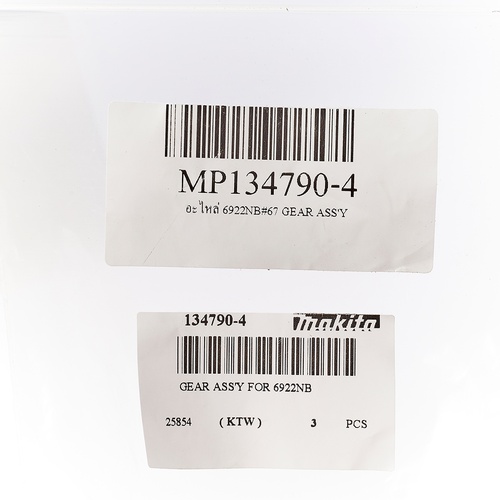 MP134790-4
อะไหล่ 6922NB#67 GEAR ASS'Y
134790-4 makita
GEAR ASS'Y FOR 6922NB
25854 (KTW) 3 PCS